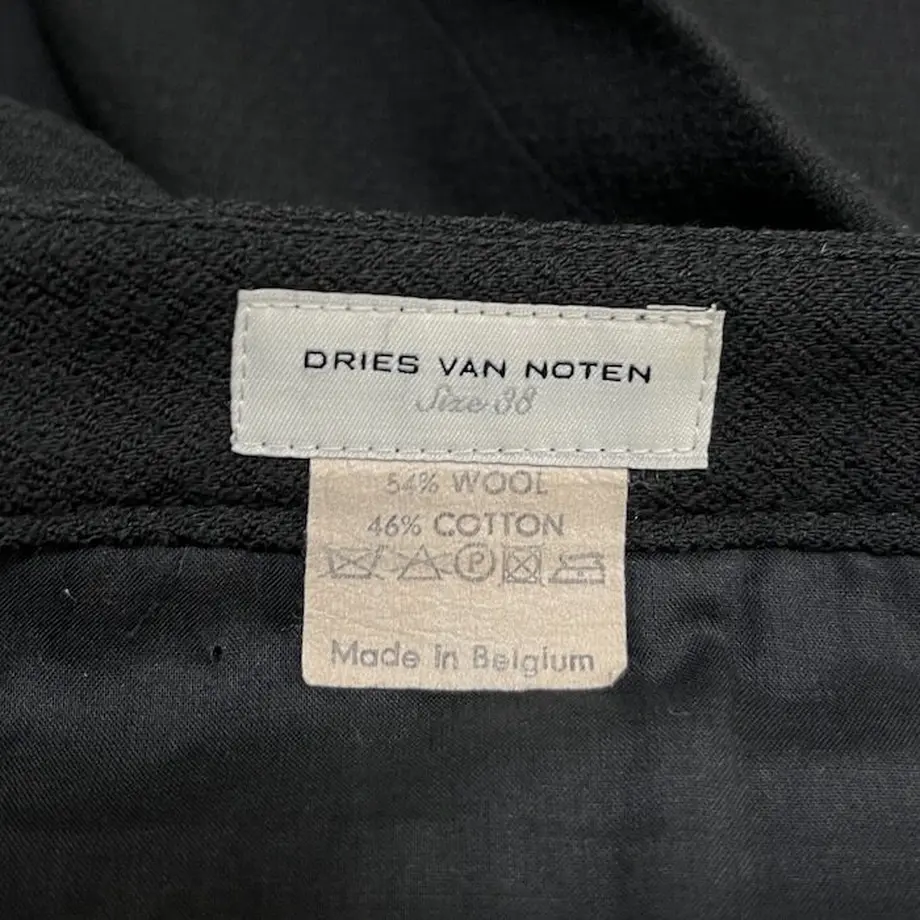 DRIES VAN NOTEN
Size 38
54% WOOL
46% COTTON
P
Made in Belgium